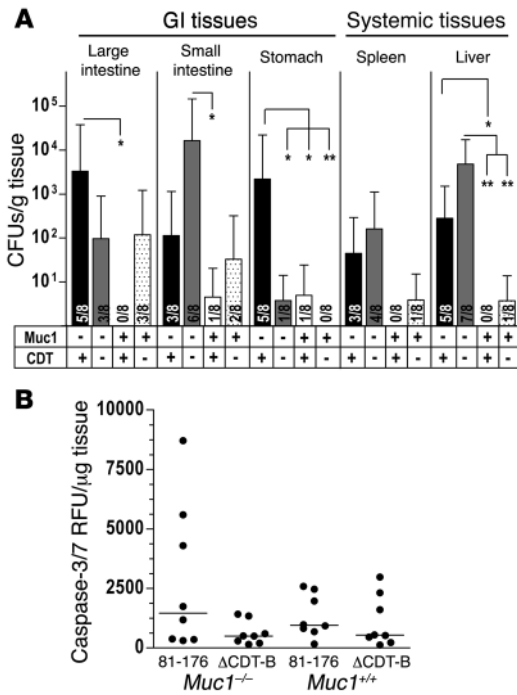 A
GI tissues Systemic tissues
Large intestine Small intestine Stomach Spleen Liver
CFUs/g tissue
10⁵
10⁴
10³
10²
10¹
* * * * ** * ** **
5/8 3/8 0/8 3/8 3/8 6/8 1/8 2/8 5/8 1/8 1/8 0/8 3/8 4/8 0/8 1/8 5/8 7/8 0/8 1/8
Muc1 - - + + - - + + - - + + - - + + - - + +
CDT + - + - + - + - + - + - + - + - + - + -
B
Caspase-3/7 RFU/µg tissue
10000
7500
5000
2500
0
81-176 ΔCDT-B 81-176 ΔCDT-B
Muc1⁻/⁻ Muc1⁺/⁺